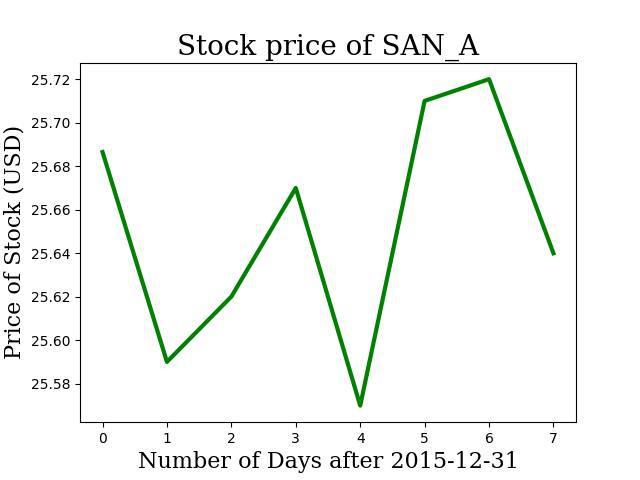 Stock price of SAN_A
Price of Stock (USD)
25.72
25.70
25.68
25.66
25.64
25.62
25.60
25.58
0 1 2 3 4 5 6 7
Number of Days after 2015-12-31